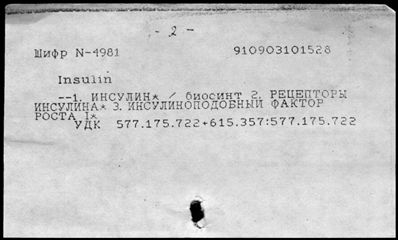 - 2 -
Шифр N-4981 910903101528
Insulin
--1. ИНСУЛИН* / биосинт 2. РЕЦЕПТОРЫ
ИНСУЛИНА* 3. ИНСУЛИНОПОДОБНЫЙ ФАКТОР
РОСТА I*
УДК 577.175.722+615.357:577.175.722